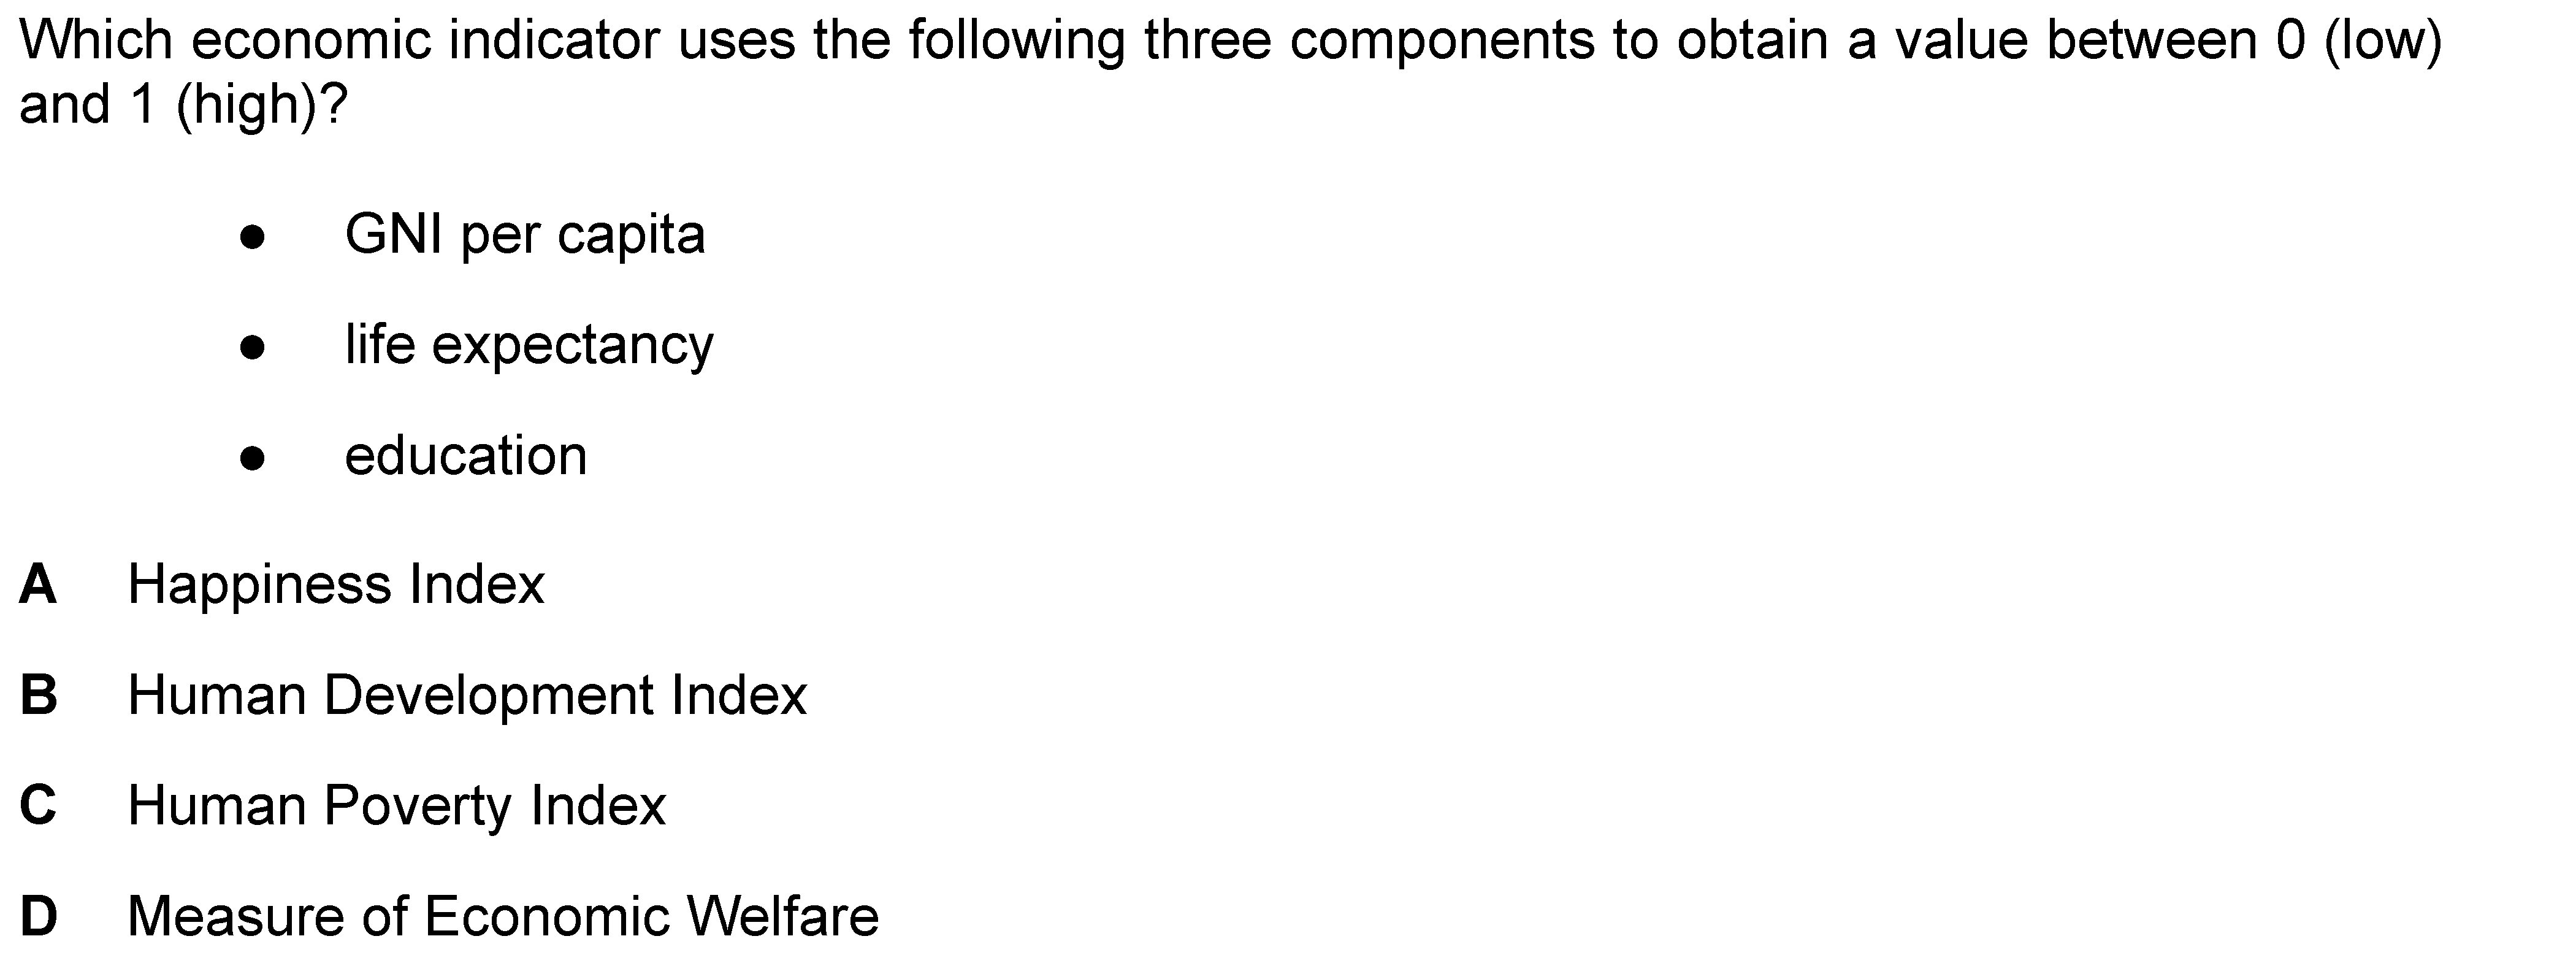 Which economic indicator uses the following three components to obtain a value between 0 (low)
and 1 (high)?
● GNI per capita
● life expectancy
● education
A Happiness Index
B Human Development Index
C Human Poverty Index
D Measure of Economic Welfare